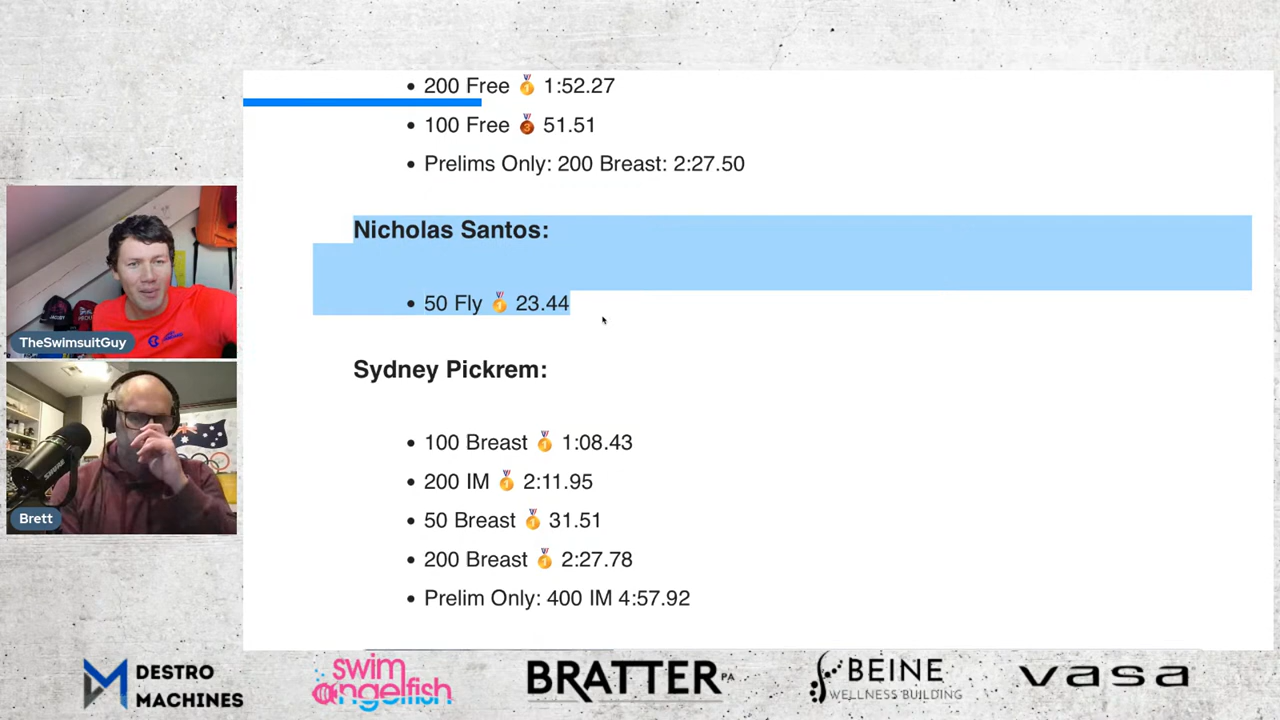 200 Free 🥇 1:52.27
100 Free 🥉 51.51
Prelims Only: 200 Breast: 2:27.50
Nicholas Santos:
50 Fly 🥇 23.44
Sydney Pickrem:
100 Breast 🥇 1:08.43
200 IM 🥇 2:11.95
50 Breast 🥇 31.51
200 Breast 🥇 2:27.78
Prelim Only: 400 IM 4:57.92
TheSwimsuitGuy
SHURE
Brett
DESTRO
MACHINES
swim
angelfish
BRATTER PA
BEINE
WELLNESS BUILDING
vasa